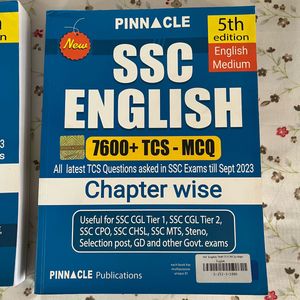 PINNACLE
New
5th
edition
English
Medium
SSC
ENGLISH
7600+ TCS - MCQ
All latest TCS Questions asked in SSC Exams till Sept 2023
Chapter wise
Useful for SSC CGL Tier 1, SSC CGL Tier 2,
SSC CPO, SSC CHSL, SSC MTS, Steno,
Selection post, GD and other Govt. exams
PINNACLE Publications